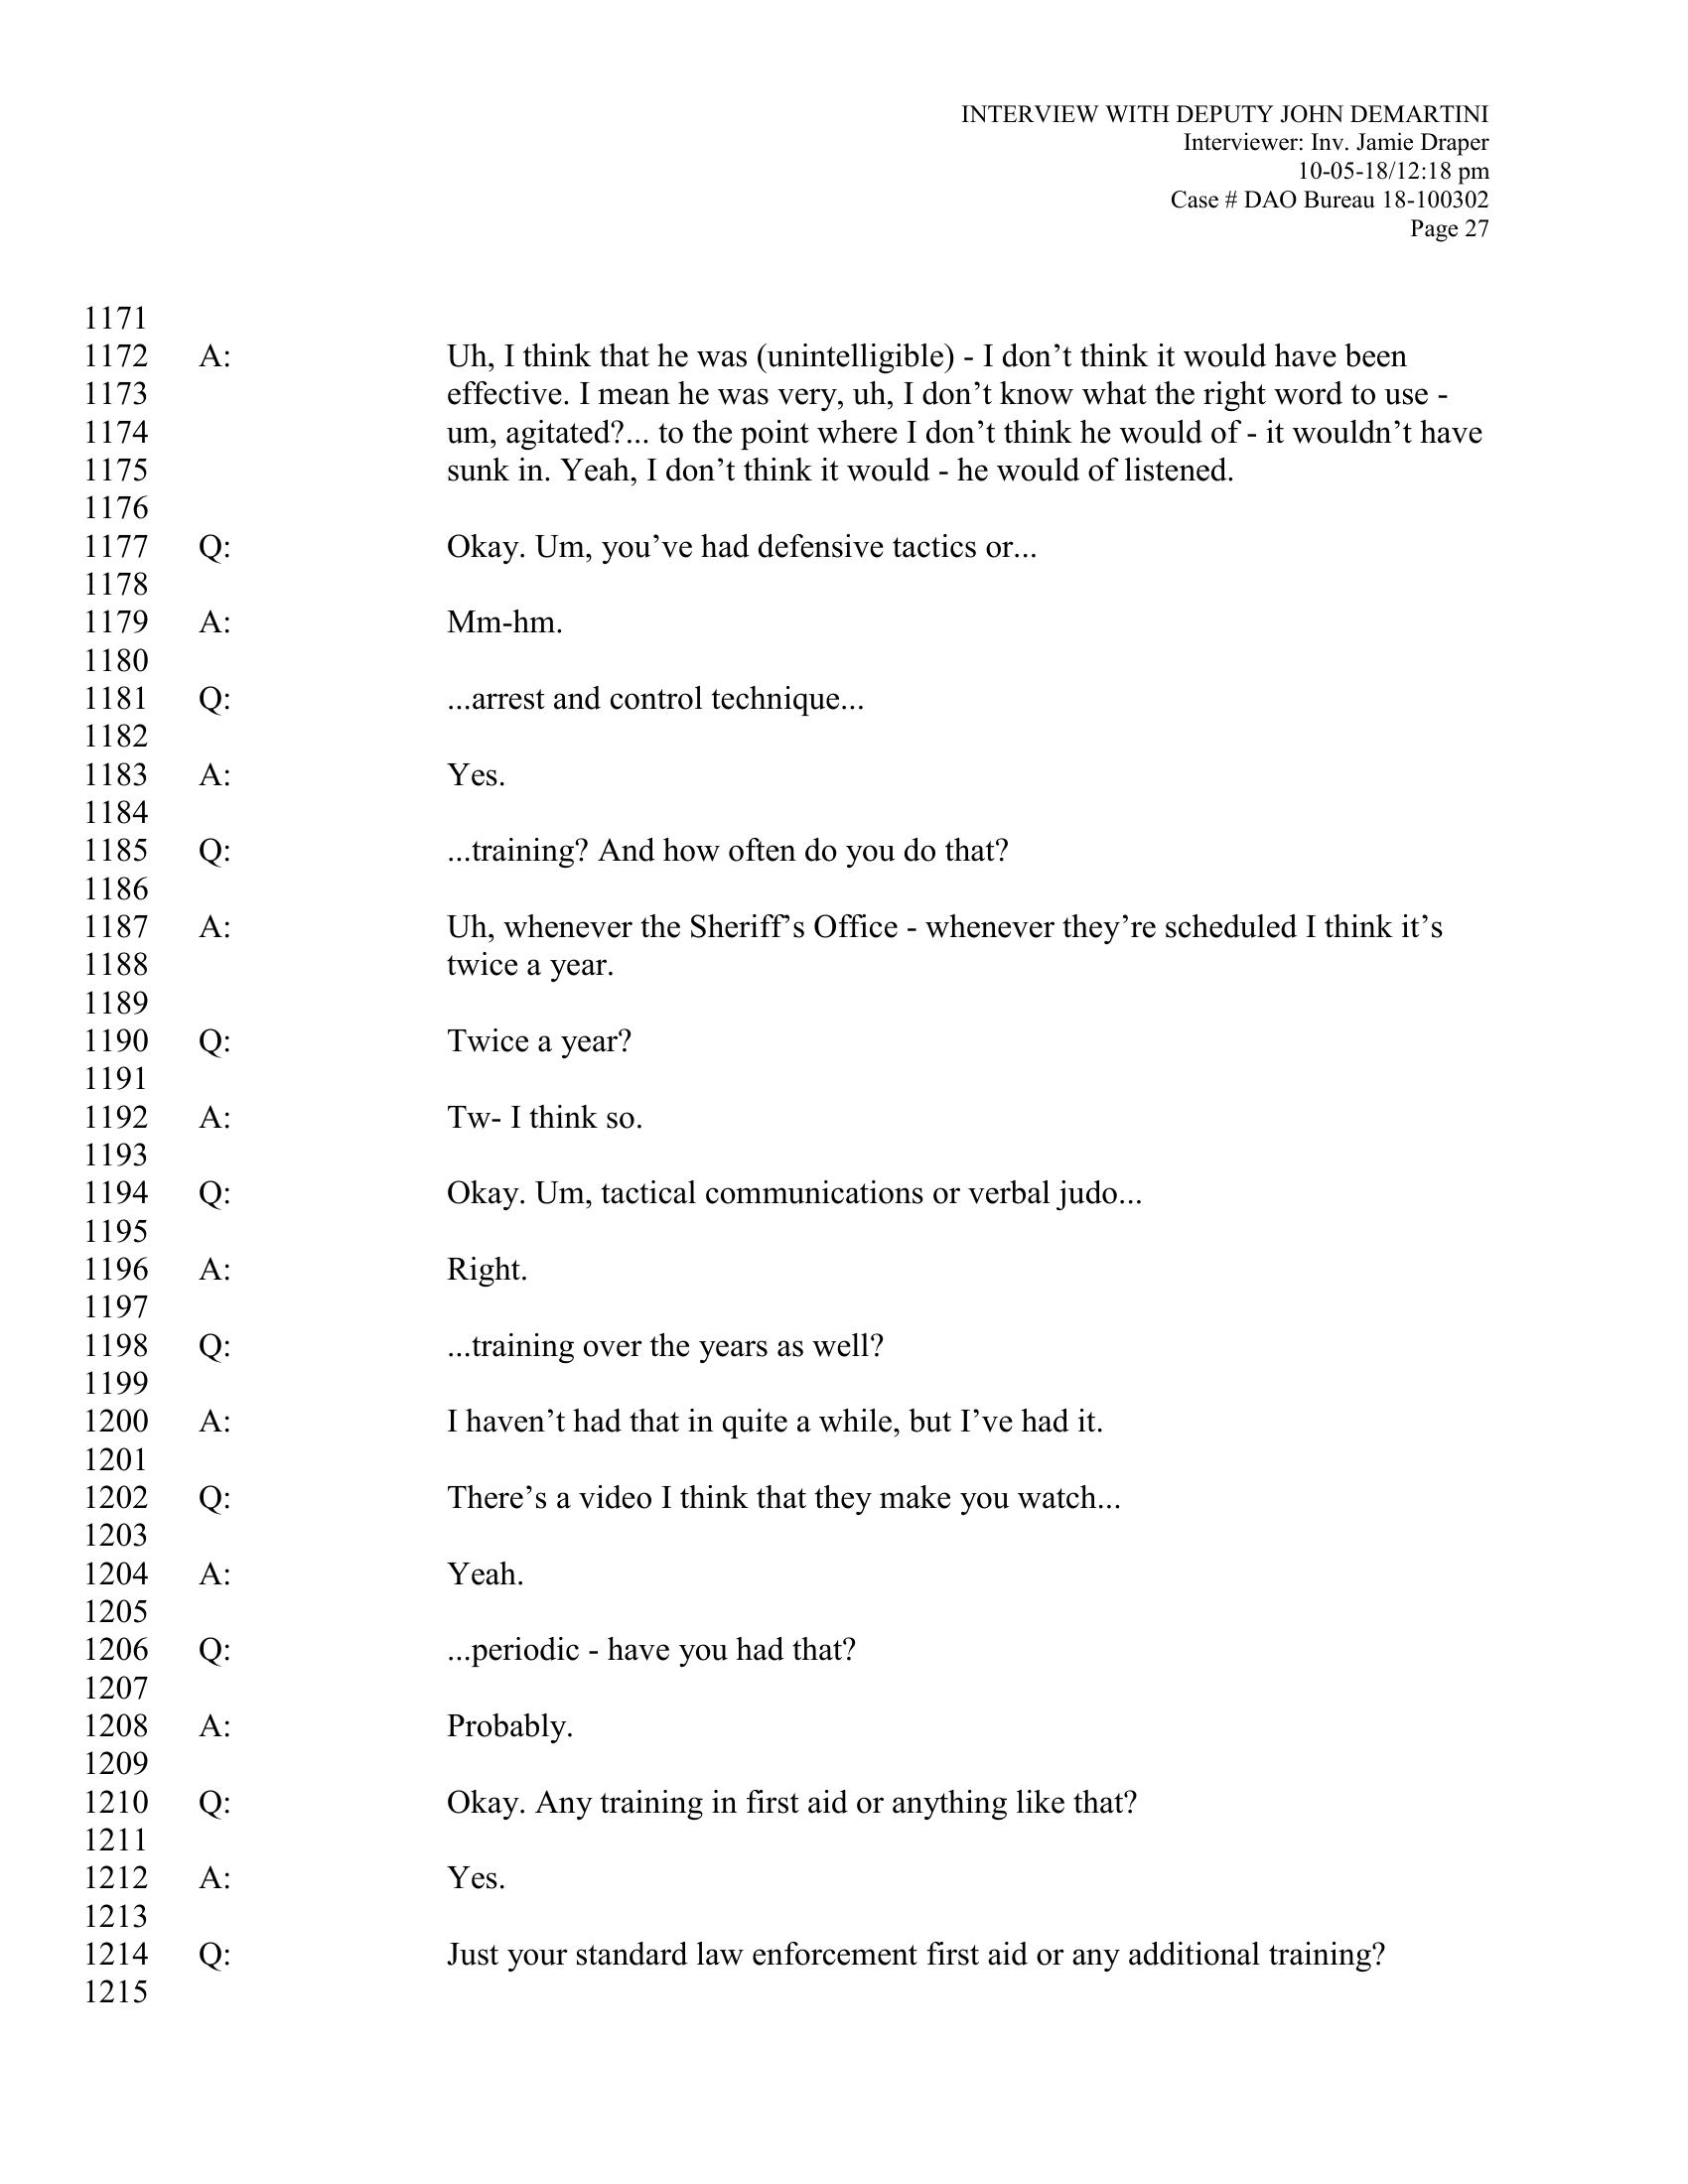 INTERVIEW WITH DEPUTY JOHN DEMARTINI
Interviewer: Inv. Jamie Draper
10-05-18/12:18 pm
Case # DAO Bureau 18-100302
Page 27
1171
1172 A: Uh, I think that he was (unintelligible) - I don’t think it would have been
1173 effective. I mean he was very, uh, I don’t know what the right word to use -
1174 um, agitated?... to the point where I don’t think he would of - it wouldn’t have
1175 sunk in. Yeah, I don’t think it would - he would of listened.
1176
1177 Q: Okay. Um, you’ve had defensive tactics or...
1178
1179 A: Mm-hm.
1180
1181 Q: ...arrest and control technique...
1182
1183 A: Yes.
1184
1185 Q: ...training? And how often do you do that?
1186
1187 A: Uh, whenever the Sheriff’s Office - whenever they’re scheduled I think it’s
1188 twice a year.
1189
1190 Q: Twice a year?
1191
1192 A: Tw- I think so.
1193
1194 Q: Okay. Um, tactical communications or verbal judo...
1195
1196 A: Right.
1197
1198 Q: ...training over the years as well?
1199
1200 A: I haven’t had that in quite a while, but I’ve had it.
1201
1202 Q: There’s a video I think that they make you watch...
1203
1204 A: Yeah.
1205
1206 Q: ...periodic - have you had that?
1207
1208 A: Probably.
1209
1210 Q: Okay. Any training in first aid or anything like that?
1211
1212 A: Yes.
1213
1214 Q: Just your standard law enforcement first aid or any additional training?
1215